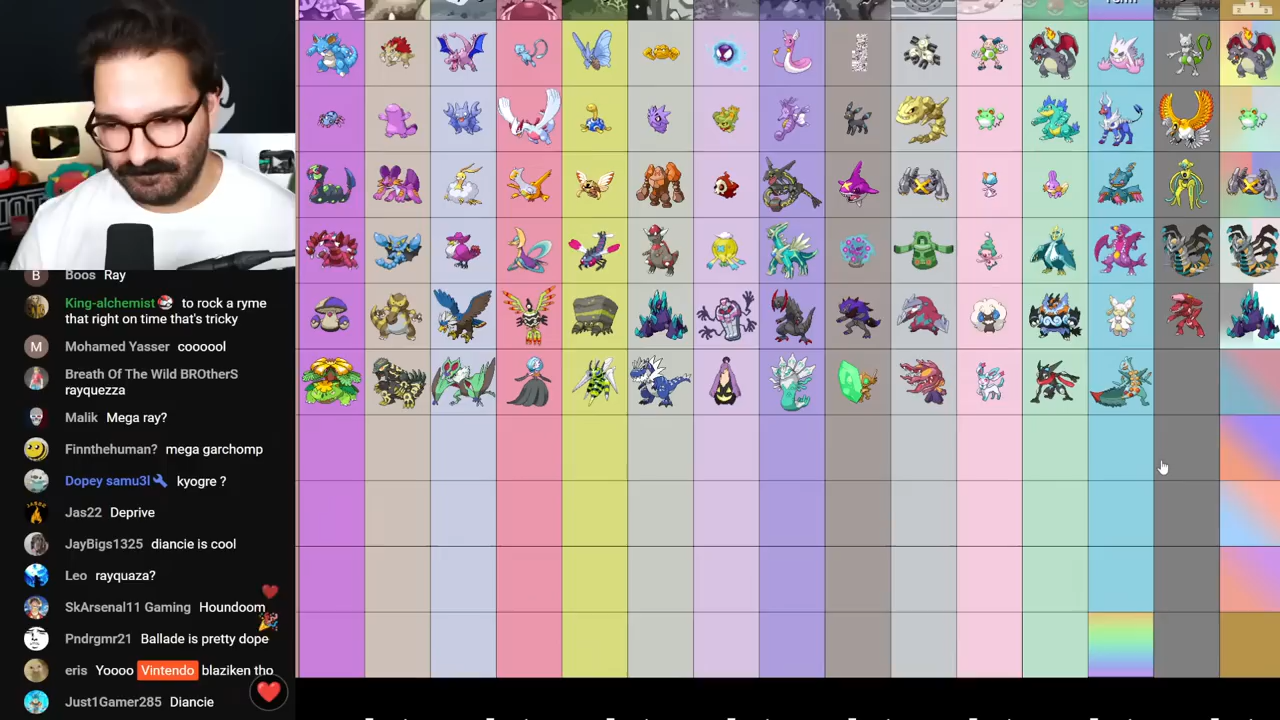 Boos Ray
King-alchemist to rock a ryme
that right on time that's tricky
Mohamed Yasser coooool
Breath Of The Wild BROtherS
rayquezza
Malik Mega ray?
Finnthehuman? mega garchomp
Dopey samu3l kyogre ?
Jas22 Deprive
JayBigs1325 diancie is cool
Leo rayquaza?
SkArsenal11 Gaming Houndoom
Pndrgmr21 Ballade is pretty dope
eris Yoooo Vintendo blaziken tho
Just1Gamer285 Diancie
B
M